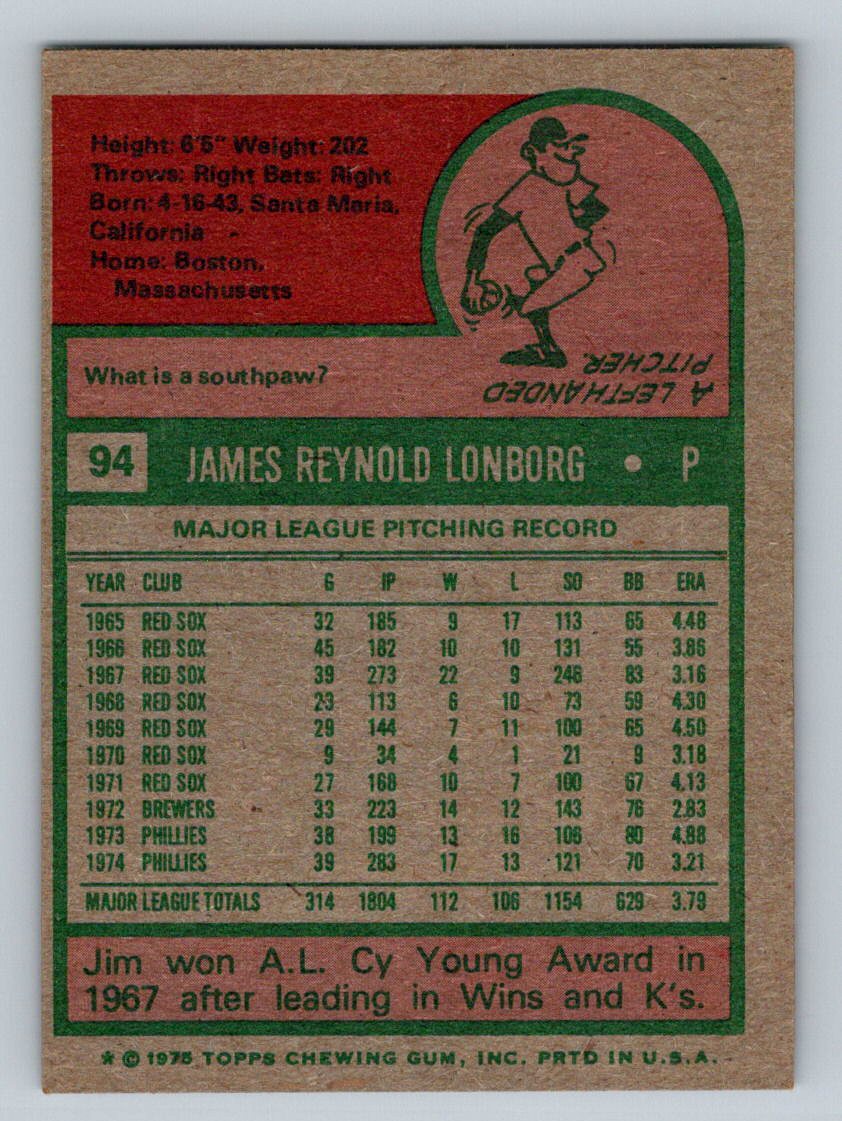 Height: 6'5" Weight: 202
Throws: Right Bats: Right
Born: 4-16-43, Santa Maria,
California
Home: Boston,
Massachusetts
What is a southpaw?
A LEFTHANDED
PITCHER.
94 JAMES REYNOLD LONBORG • P
MAJOR LEAGUE PITCHING RECORD
YEAR CLUB G IP W L SO BB ERA
1965 RED SOX 32 185 9 17 113 65 4.48
1966 RED SOX 45 182 10 10 131 55 3.86
1967 RED SOX 39 273 22 9 246 83 3.16
1968 RED SOX 23 113 6 10 73 59 4.30
1969 RED SOX 29 144 7 11 100 65 4.50
1970 RED SOX 9 34 4 1 21 9 3.18
1971 RED SOX 27 168 10 7 100 67 4.13
1972 BREWERS 33 223 14 12 143 76 2.83
1973 PHILLIES 38 199 13 16 106 80 4.88
1974 PHILLIES 39 283 17 13 121 70 3.21
MAJOR LEAGUE TOTALS 314 1804 112 106 1154 629 3.79
Jim won A.L. Cy Young Award in
1967 after leading in Wins and K's.
* © 1975 TOPPS CHEWING GUM, INC. PRTD IN U.S.A.